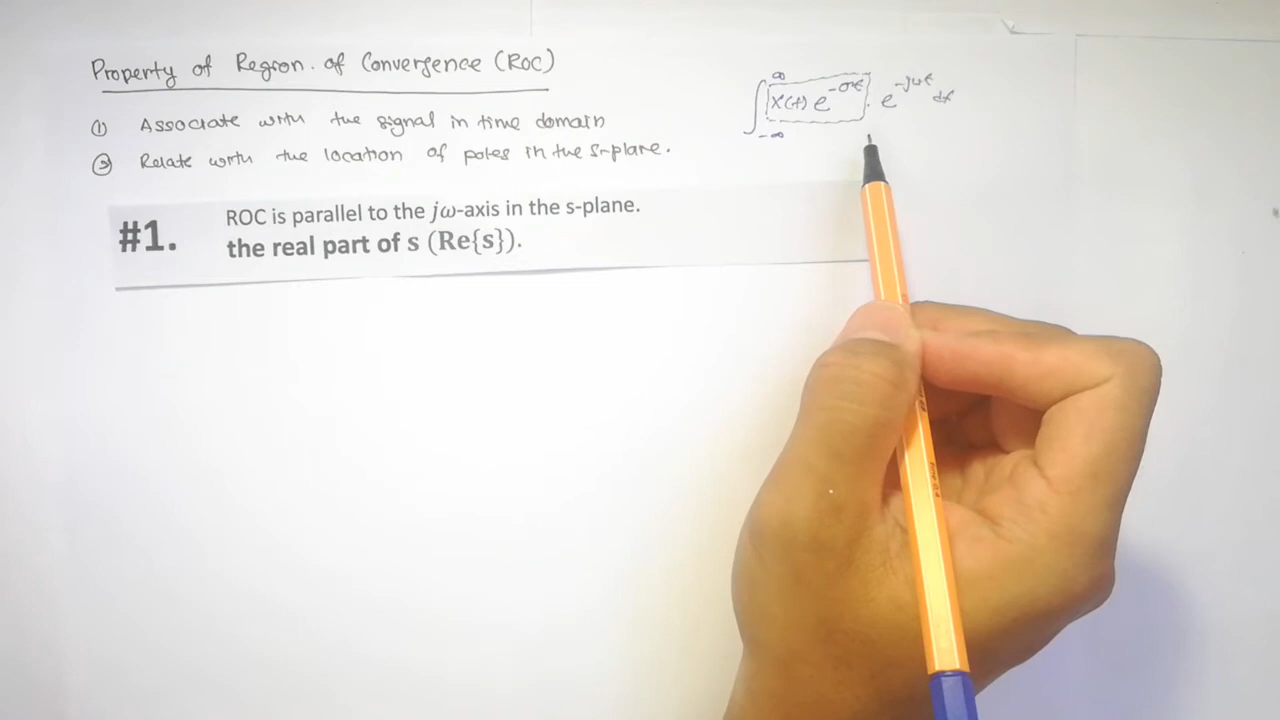 Property of Region. of Convergence (ROC)
① Associate with the signal in time domain
② Relate with the location of poles in the s-plane.
∫_{-∞}^{∞} x(t) e^{-σt} . e^{-jωt} dt
#1. ROC is parallel to the jω-axis in the s-plane.
the real part of s (Re{s}).